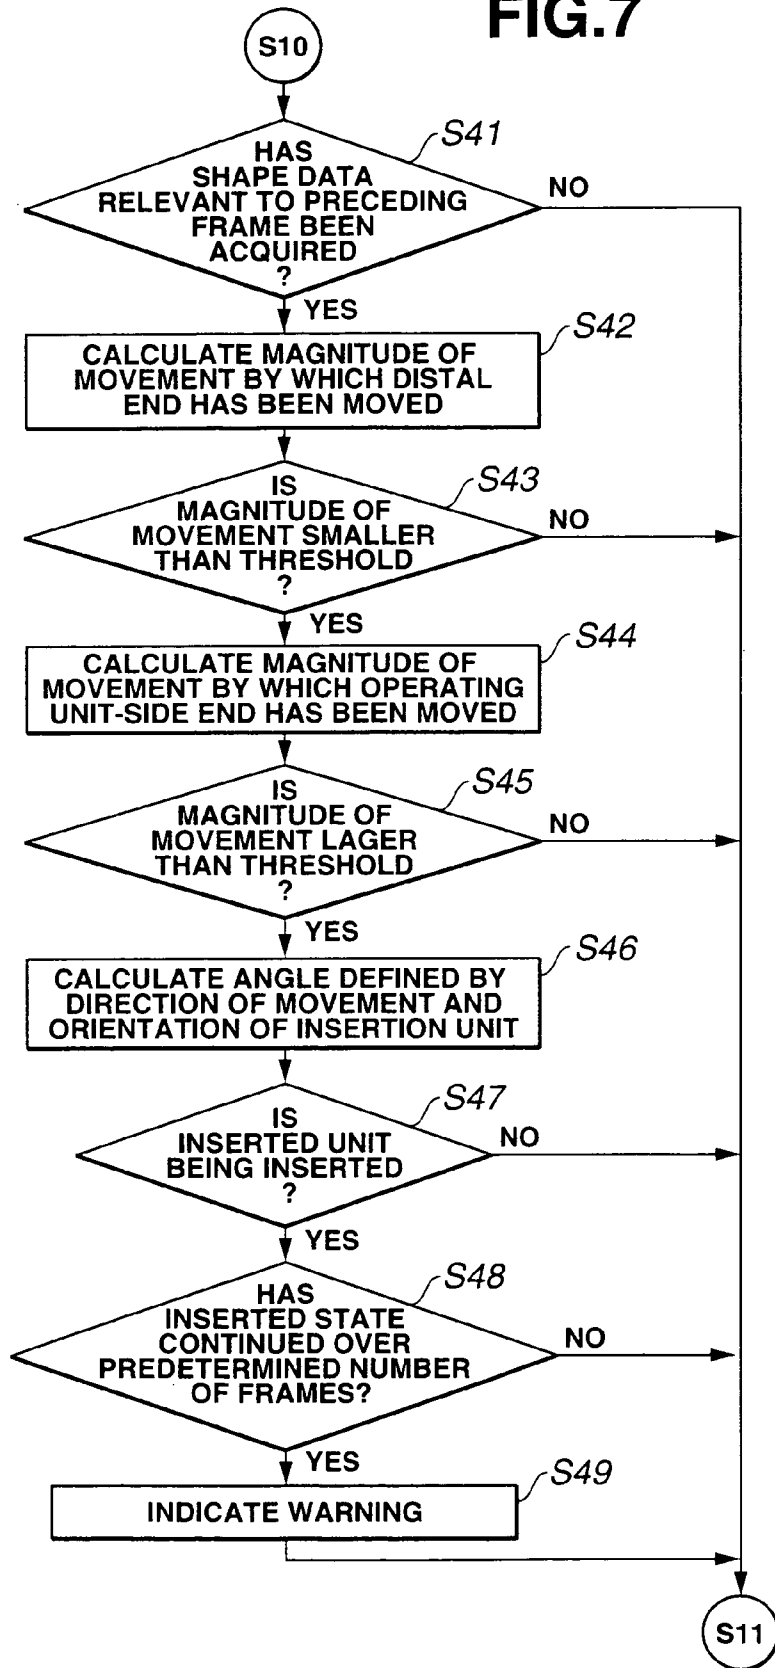 FIG.7
S10
S41
HAS
SHAPE DATA
RELEVANT TO PRECEDING
FRAME BEEN
ACQUIRED
?
NO
YES
S42
CALCULATE MAGNITUDE OF
MOVEMENT BY WHICH DISTAL
END HAS BEEN MOVED
S43
IS
MAGNITUDE OF
MOVEMENT SMALLER
THAN THRESHOLD
?
NO
YES
S44
CALCULATE MAGNITUDE OF
MOVEMENT BY WHICH OPERATING
UNIT-SIDE END HAS BEEN MOVED
S45
IS
MAGNITUDE OF
MOVEMENT LAGER
THAN THRESHOLD
?
NO
YES
S46
CALCULATE ANGLE DEFINED BY
DIRECTION OF MOVEMENT AND
ORIENTATION OF INSERTION UNIT
S47
IS
INSERTED UNIT
BEING INSERTED
?
NO
YES
S48
HAS
INSERTED STATE
CONTINUED OVER
PREDETERMINED NUMBER
OF FRAMES?
NO
YES
S49
INDICATE WARNING
S11